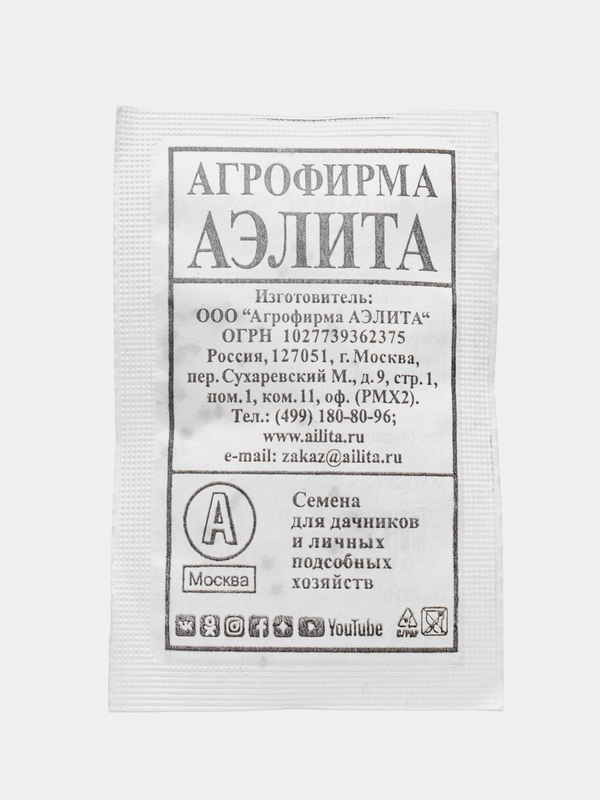 АГРОФИРМА
АЭЛИТА
Изготовитель:
ООО “Агрофирма АЭЛИТА“
ОГРН 1027739362375
Россия, 127051, г. Москва,
пер. Сухаревский М., д. 9, стр. 1,
пом. 1, ком. 11, оф. (РМХ2).
Тел.: (499) 180-80-96;
www.ailita.ru
e-mail: zakaz@ailita.ru
А
Москва
Семена
для дачников
и личных
подсобных
хозяйств
YouTube
C/PAP